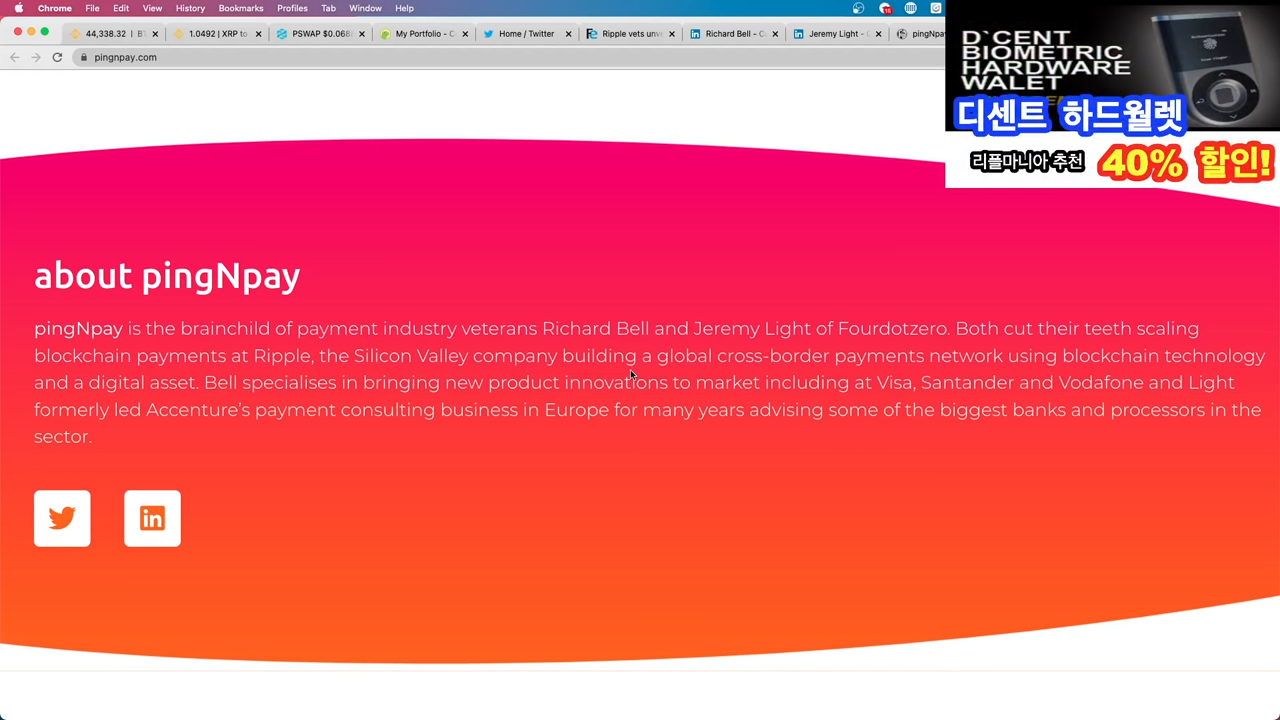 Chrome File Edit View History Bookmarks Profiles Tab Window Help
44,338.32 | BT
1.0492 | XRP to
PSWAP $0.068
My Portfolio - C
Home / Twitter
Ripple vets unve
Richard Bell - C
Jeremy Light - C
pingNpay
pingnpay.com
D`CENT
BIOMETRIC
HARDWARE
WALET
디센트 하드월렛
리플마니아 추천 40% 할인!
about pingNpay
pingNpay is the brainchild of payment industry veterans Richard Bell and Jeremy Light of Fourdotzero. Both cut their teeth scaling
blockchain payments at Ripple, the Silicon Valley company building a global cross-border payments network using blockchain technology
and a digital asset. Bell specialises in bringing new product innovations to market including at Visa, Santander and Vodafone and Light
formerly led Accenture’s payment consulting business in Europe for many years advising some of the biggest banks and processors in the
sector.